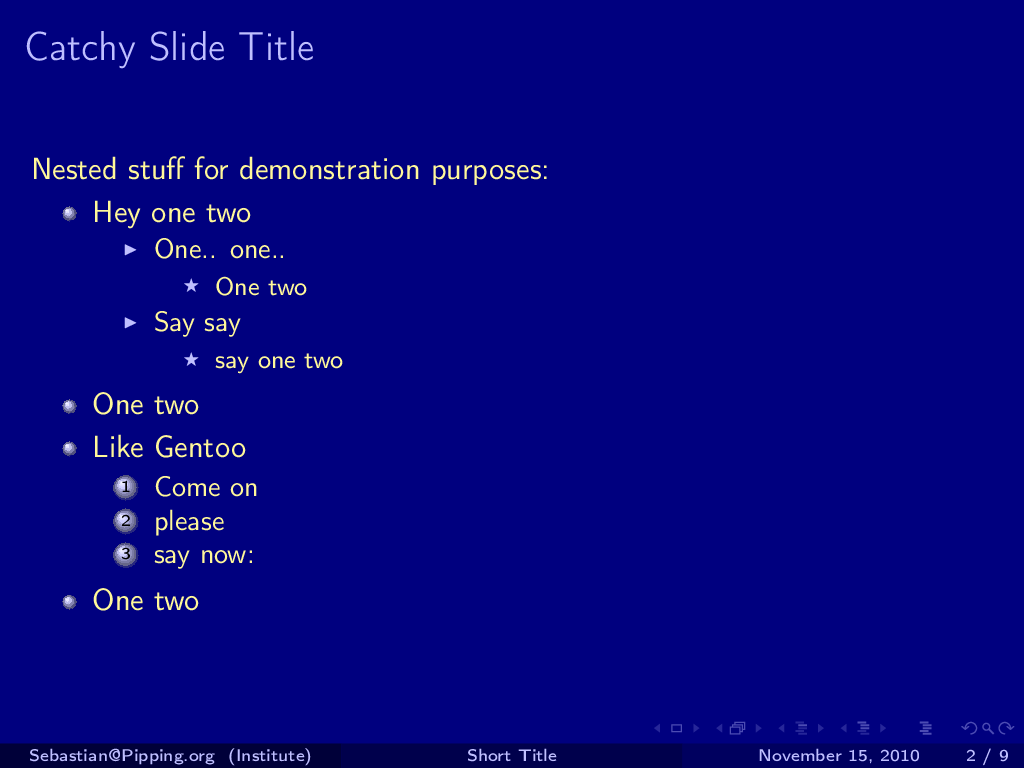 Catchy Slide Title
Nested stuff for demonstration purposes:
Hey one two
One.. one..
One two
Say say
say one two
One two
Like Gentoo
1 Come on
2 please
3 say now:
One two
Sebastian@Pipping.org (Institute) Short Title November 15, 2010 2 / 9